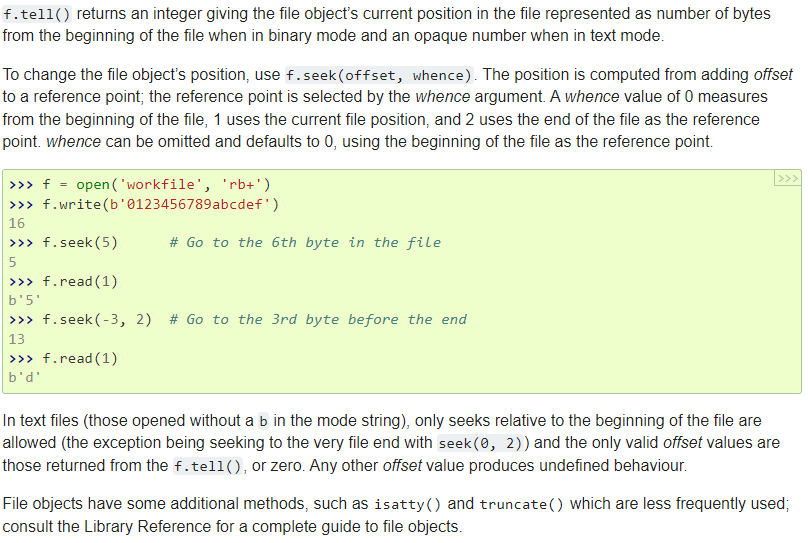 f.tell() returns an integer giving the file object’s current position in the file represented as number of bytes
from the beginning of the file when in binary mode and an opaque number when in text mode.
To change the file object’s position, use f.seek(offset, whence). The position is computed from adding offset
to a reference point; the reference point is selected by the whence argument. A whence value of 0 measures
from the beginning of the file, 1 uses the current file position, and 2 uses the end of the file as the reference
point. whence can be omitted and defaults to 0, using the beginning of the file as the reference point.
>>>
>>> f = open('workfile', 'rb+')
>>> f.write(b'0123456789abcdef')
16
>>> f.seek(5)      # Go to the 6th byte in the file
5
>>> f.read(1)
b'5'
>>> f.seek(-3, 2)  # Go to the 3rd byte before the end
13
>>> f.read(1)
b'd'
In text files (those opened without a b in the mode string), only seeks relative to the beginning of the file are
allowed (the exception being seeking to the very file end with seek(0, 2)) and the only valid offset values are
those returned from the f.tell(), or zero. Any other offset value produces undefined behaviour.
File objects have some additional methods, such as isatty() and truncate() which are less frequently used;
consult the Library Reference for a complete guide to file objects.